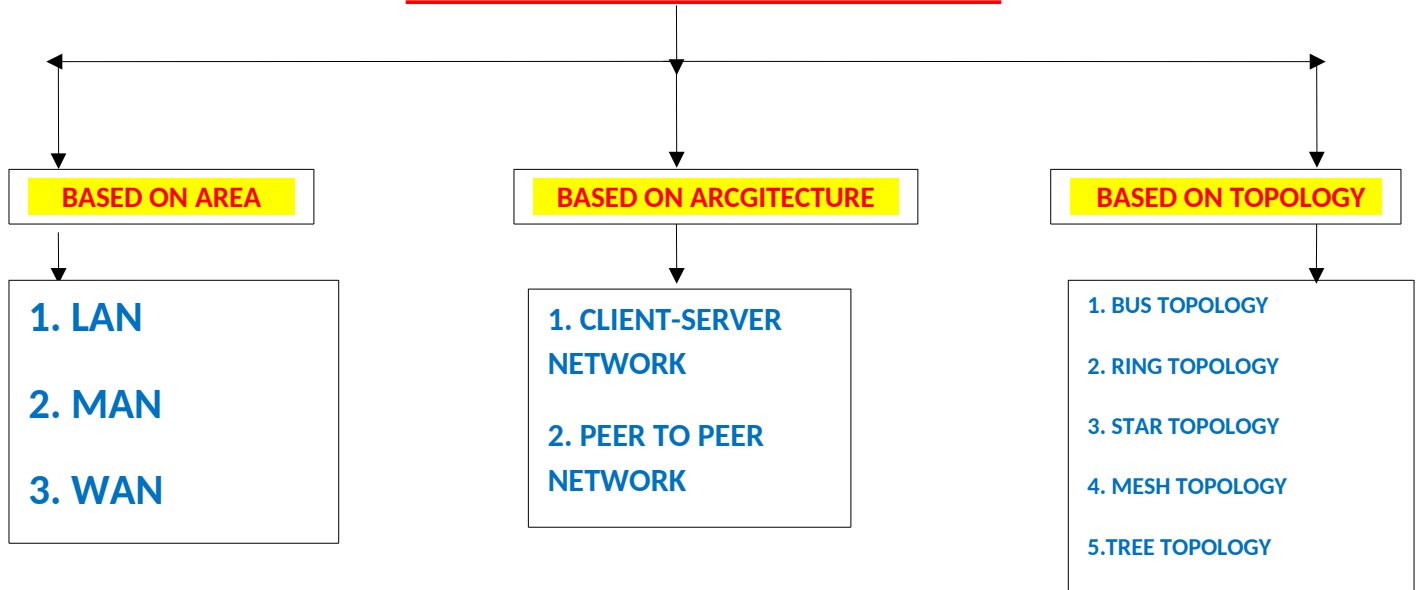 BASED ON AREA
BASED ON ARCGITECTURE
BASED ON TOPOLOGY
1. LAN
2. MAN
3. WAN
1. CLIENT-SERVER
NETWORK
2. PEER TO PEER
NETWORK
1. BUS TOPOLOGY
2. RING TOPOLOGY
3. STAR TOPOLOGY
4. MESH TOPOLOGY
5.TREE TOPOLOGY